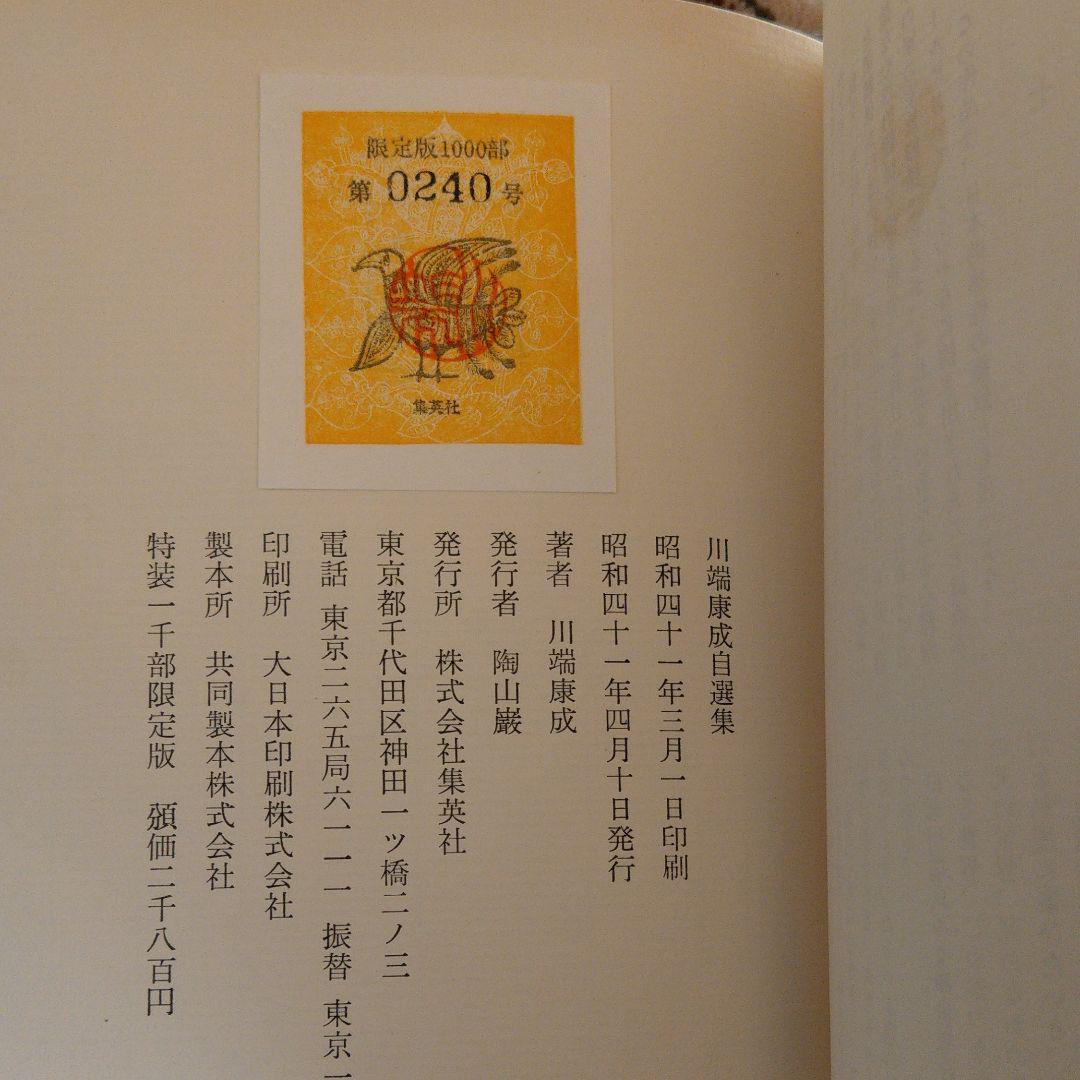 限定版1000部
第 0240 号
集英社
川端康成自選集
昭和四十一年三月一日印刷
昭和四十一年四月十日発行
著者 川端康成
発行者 陶山巌
発行所 株式会社集英社
東京都千代田区神田一ツ橋二ノ三
電話 東京二六五局六一一一 振替 東京一
印刷所 大日本印刷株式会社
製本所 共同製本株式会社
特装一千部限定版 頒価二千八百円